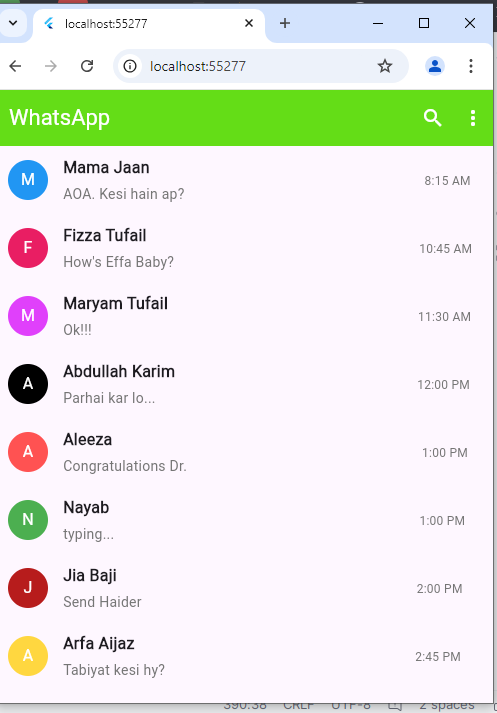 localhost:55277
localhost:55277
WhatsApp
M
Mama Jaan
AOA. Kesi hain ap?
8:15 AM
F
Fizza Tufail
How's Effa Baby?
10:45 AM
M
Maryam Tufail
Ok!!!
11:30 AM
A
Abdullah Karim
Parhai kar lo...
12:00 PM
A
Aleeza
Congratulations Dr.
1:00 PM
N
Nayab
typing...
1:00 PM
J
Jia Baji
Send Haider
2:00 PM
A
Arfa Aijaz
Tabiyat kesi hy?
2:45 PM
390:38 CRLF UTF-8 2 spaces